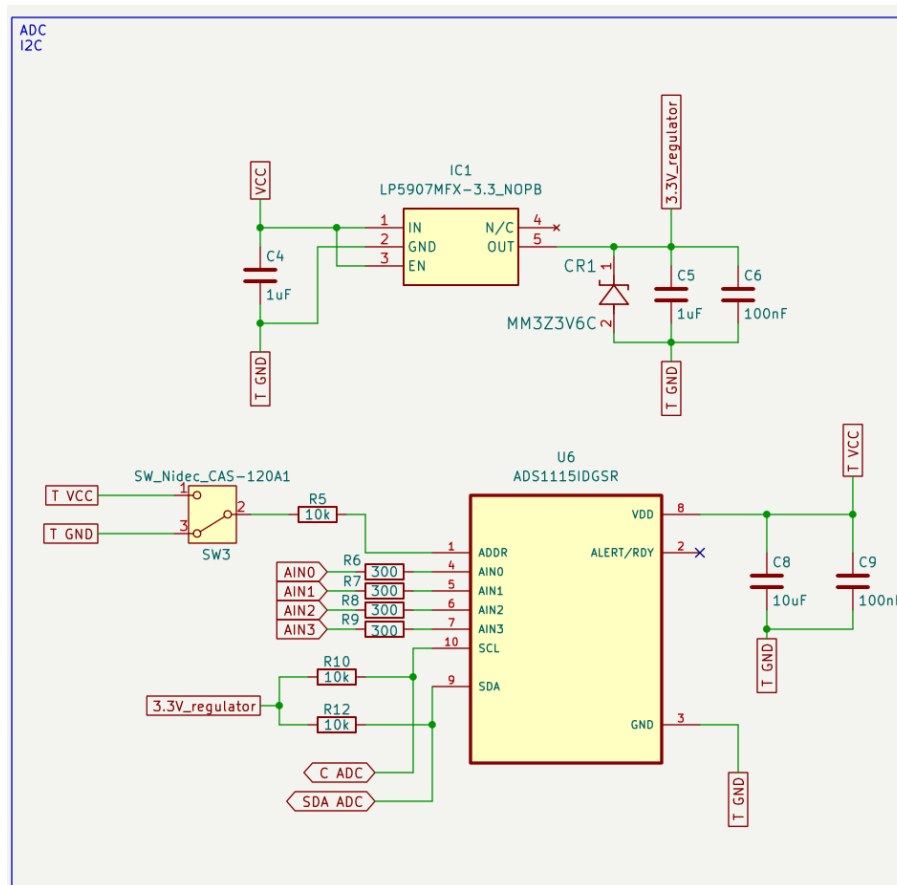 ADC
I2C
3.3V_regulator
IC1
LP5907MFX-3.3_NOPB
VCC
1 IN N/C 4
2 GND OUT 5
3 EN
C4
1uF
CR1
1
2
MM3Z3V6C
C5
1uF
C6
100nF
T GND
T GND
T VCC
SW_Nidec_CAS-120A1
T VCC
1
2
T GND
3
SW3
R5
10k
U6
ADS1115IDGSR
VDD 8
1 ADDR
ALERT/RDY 2
AIN0
R6
300
4 AIN0
AIN1
R7
300
5 AIN1
AIN2
R8
300
6 AIN2
AIN3
R9
300
7 AIN3
10 SCL
9 SDA
GND 3
C8
10uF
C9
100nF
T GND
R10
10k
3.3V_regulator
R12
10k
C ADC
SDA ADC
T GND